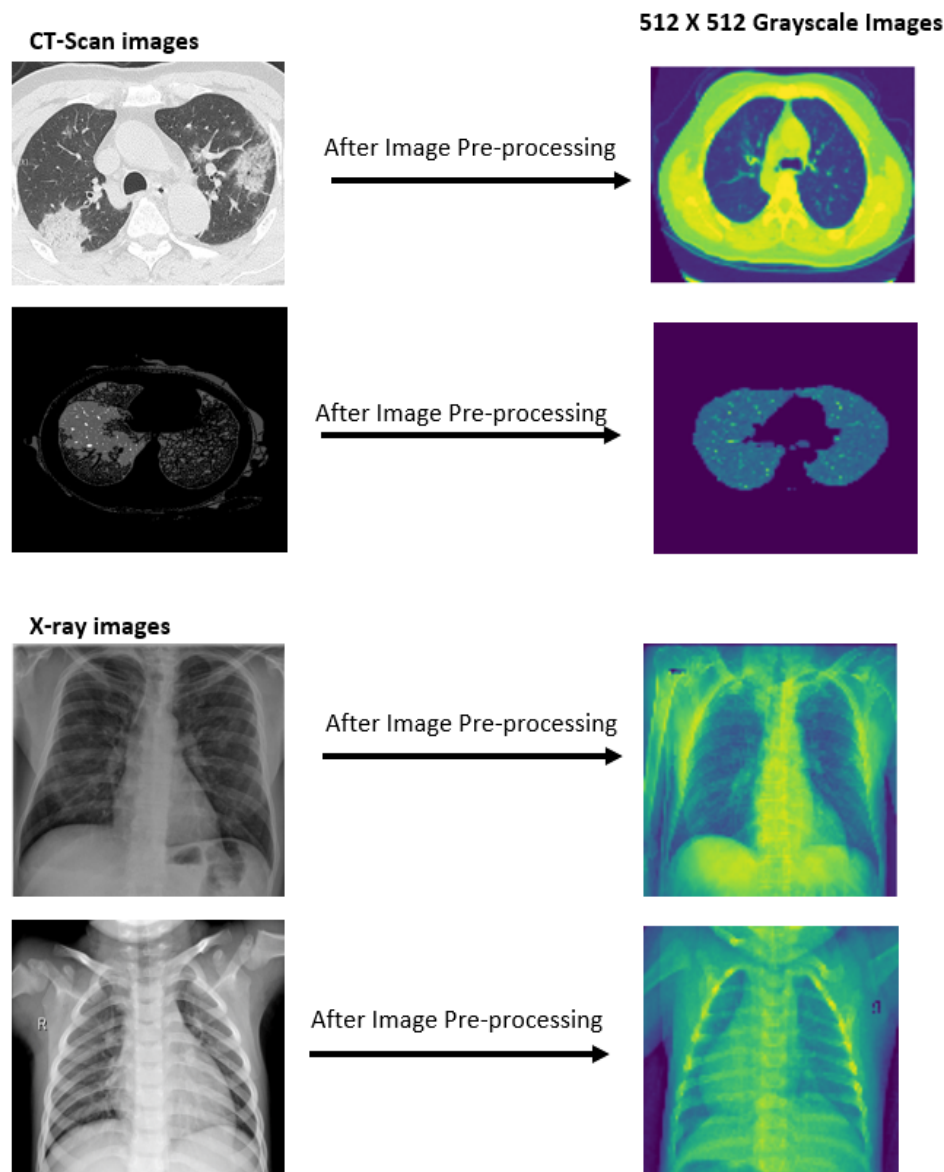 512 X 512 Grayscale Images
CT-Scan images
After Image Pre-processing
After Image Pre-processing
X-ray images
After Image Pre-processing
R
After Image Pre-processing